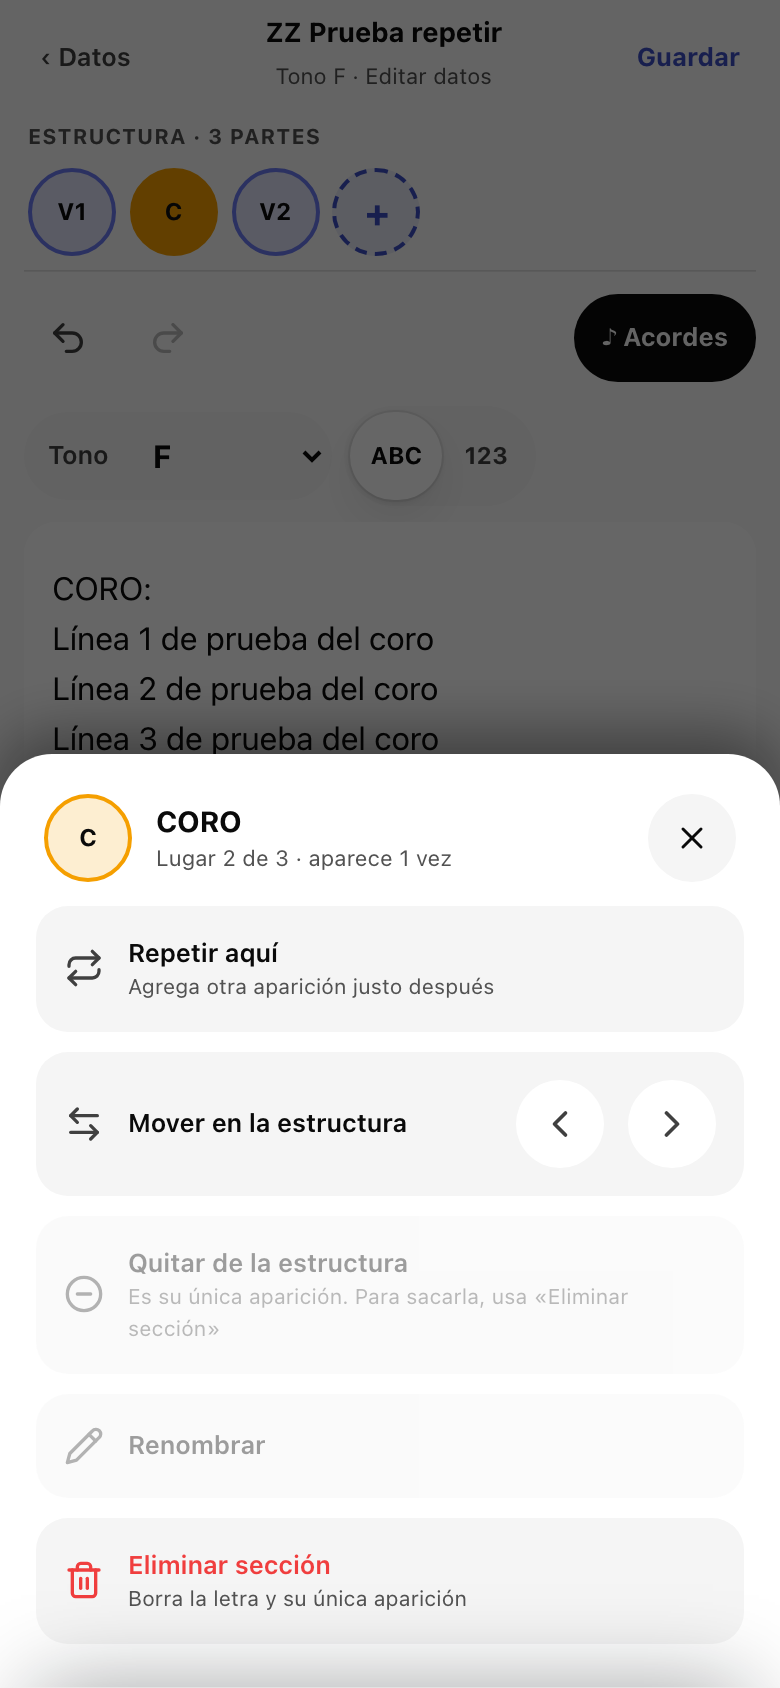 ‹ Datos
ZZ Prueba repetir
Tono F · Editar datos
Guardar
ESTRUCTURA · 3 PARTES
V1
C
V2
+
♪ Acordes
Tono F
ABC
123
CORO:
Línea 1 de prueba del coro
Línea 2 de prueba del coro
Línea 3 de prueba del coro
C
CORO
Lugar 2 de 3 · aparece 1 vez
Repetir aquí
Agrega otra aparición justo después
Mover en la estructura
Quitar de la estructura
Es su única aparición. Para sacarla, usa «Eliminar
sección»
Renombrar
Eliminar sección
Borra la letra y su única aparición